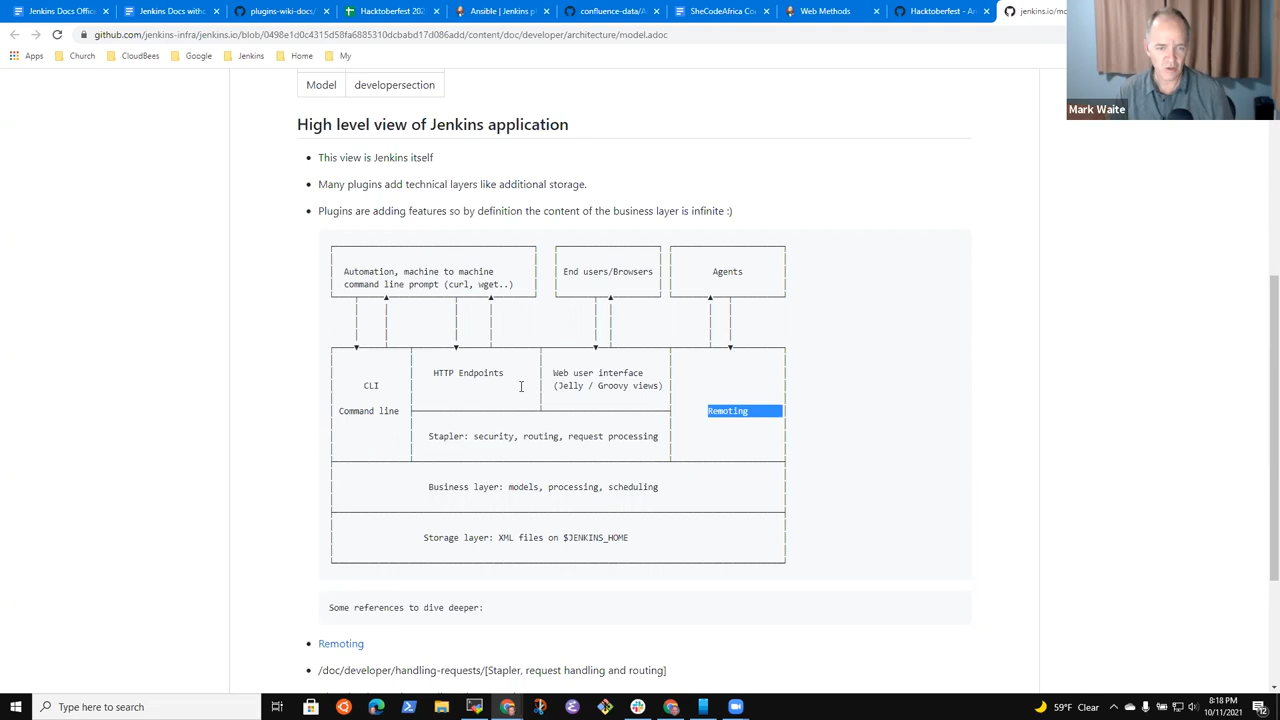 Jenkins Docs Offic
Jenkins Docs witho
plugins-wiki-docs/
Hacktoberfest 202
Ansible | Jenkins pl
confluence-data/A
SheCodeAfrica Co
Web Methods
Hacktoberfest - An
jenkins.io/mo
github.com/jenkins-infra/jenkins.io/blob/0498e1d0c4315d58fa6885310dcbabd17d086add/content/doc/developer/architecture/model.adoc
Apps
Church
CloudBees
Google
Jenkins
Home
My
Mark Waite
Model
developersection
High level view of Jenkins application
This view is Jenkins itself
Many plugins add technical layers like additional storage.
Plugins are adding features so by definition the content of the business layer is infinite :)
Automation, machine to machine
command line prompt (curl, wget..)
End users/Browsers
Agents
HTTP Endpoints
Web user interface
CLI
(Jelly / Groovy views)
Command line
Remoting
Stapler: security, routing, request processing
Business layer: models, processing, scheduling
Storage layer: XML files on $JENKINS_HOME
Some references to dive deeper:
Remoting
/doc/developer/handling-requests/[Stapler, request handling and routing]
Type here to search
59°F Clear
8:18 PM
10/11/2021